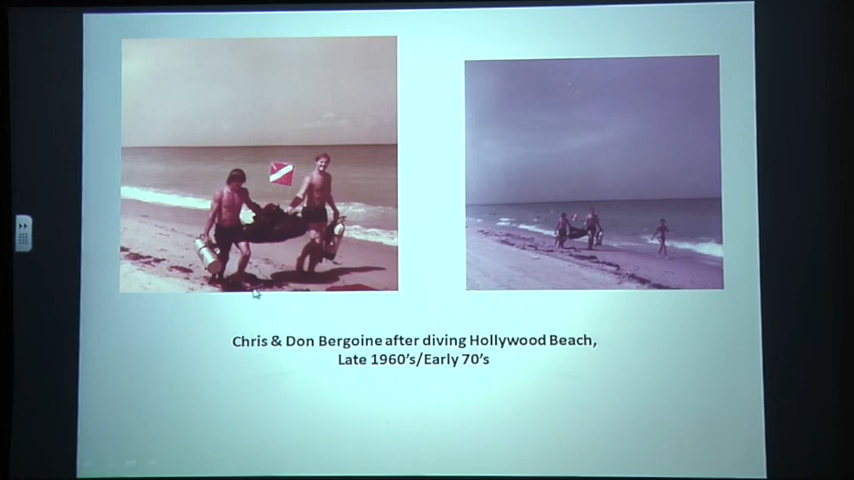 Chris & Don Bergoine after diving Hollywood Beach,
Late 1960's/Early 70's